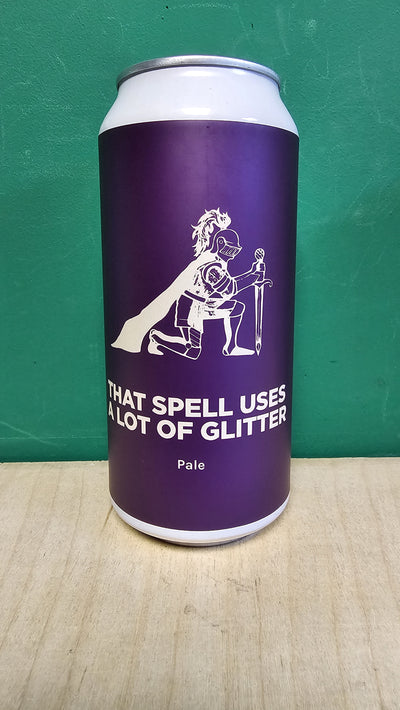 THAT SPELL USES
A LOT OF GLITTER
Pale